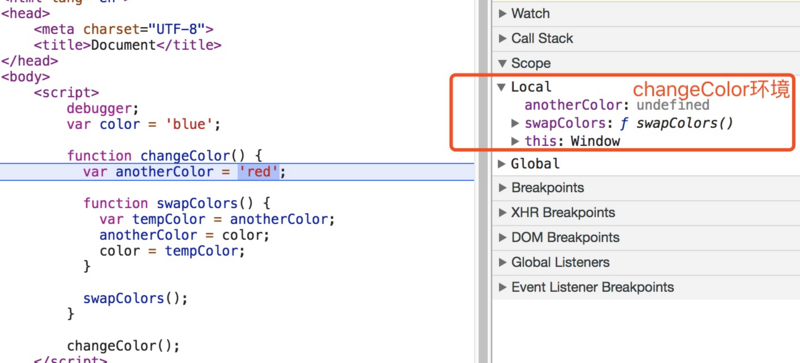 <html lang="en">
<head>
<meta charset="UTF-8">
<title>Document</title>
</head>
<body>
<script>
debugger;
var color = 'blue';
function changeColor() {
var anotherColor = 'red';
function swapColors() {
var tempColor = anotherColor;
anotherColor = color;
color = tempColor;
}
swapColors();
}
changeColor();
</script>
Watch
Call Stack
Scope
Local
changeColor环境
anotherColor: undefined
swapColors: ƒ swapColors()
this: Window
Global
Breakpoints
XHR Breakpoints
DOM Breakpoints
Global Listeners
Event Listener Breakpoints